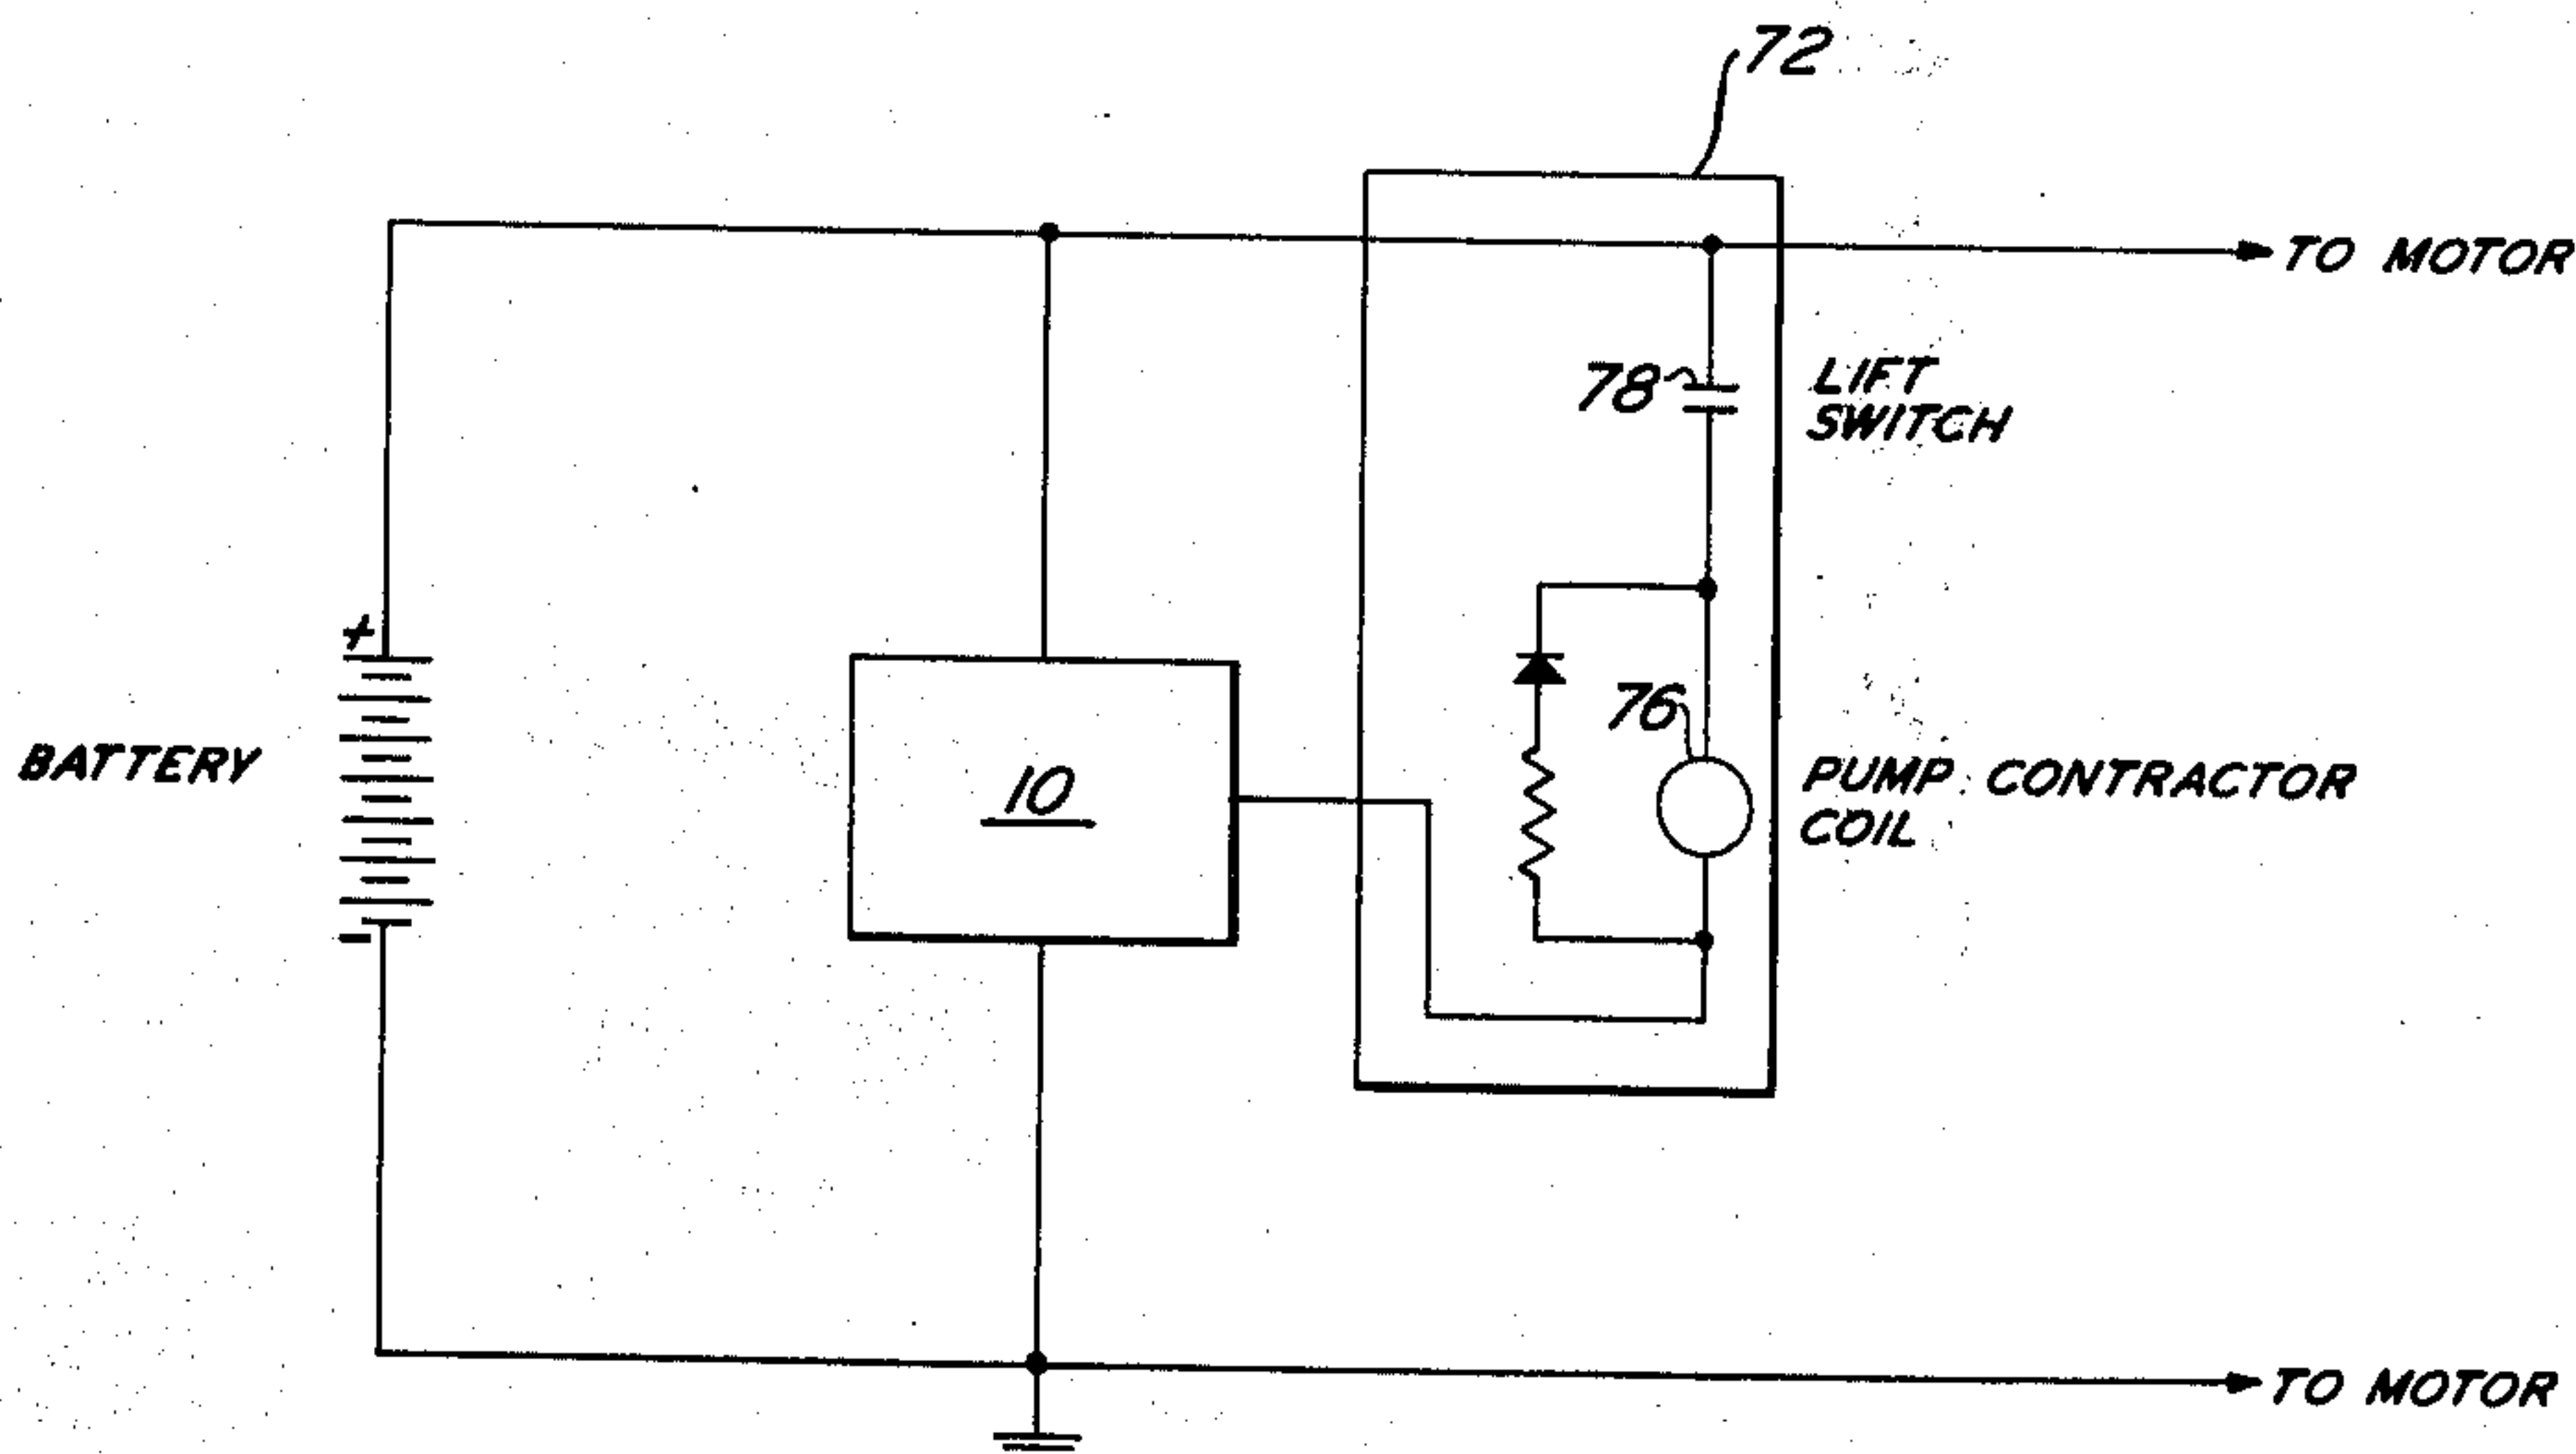 72
TO MOTOR
78
LIFT
SWITCH
+
76
BATTERY
10
PUMP CONTRACTOR
COIL
-
TO MOTOR